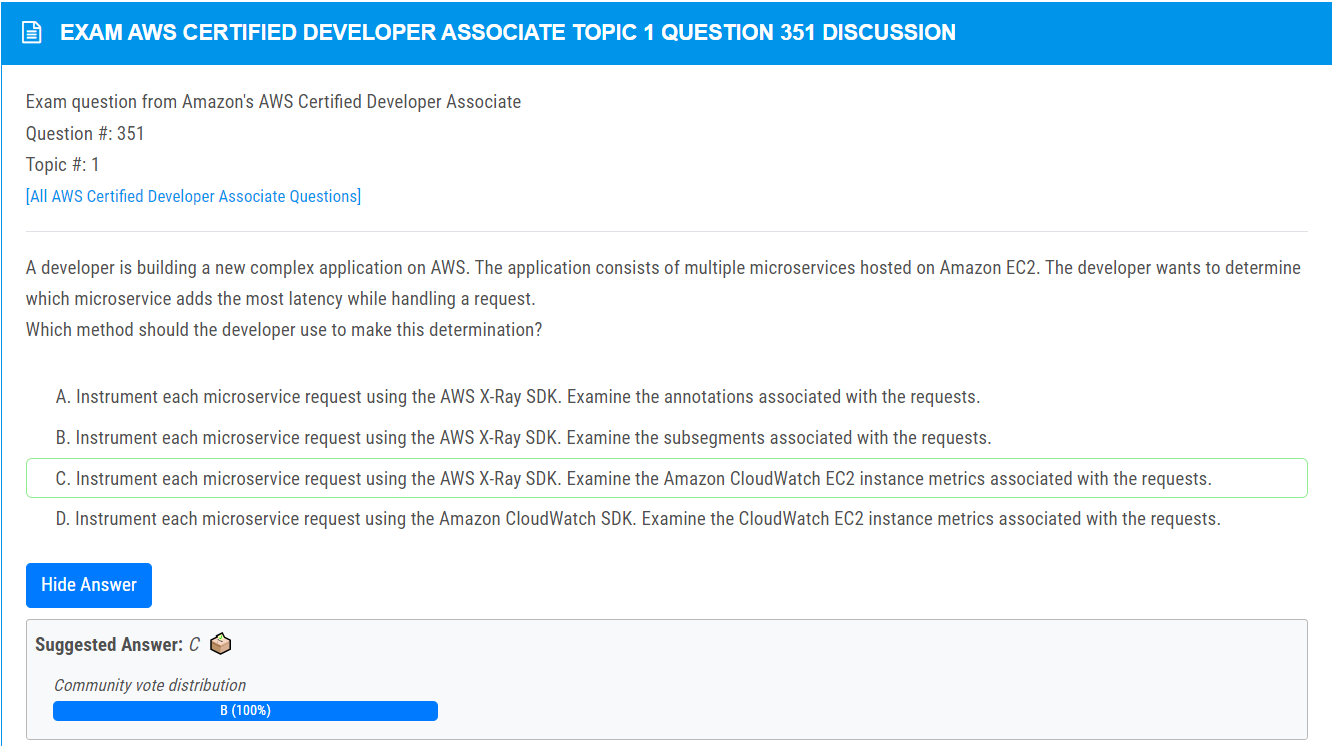 EXAM AWS CERTIFIED DEVELOPER ASSOCIATE TOPIC 1 QUESTION 351 DISCUSSION
Exam question from Amazon's AWS Certified Developer Associate
Question #: 351
Topic #: 1
[All AWS Certified Developer Associate Questions]
A developer is building a new complex application on AWS. The application consists of multiple microservices hosted on Amazon EC2. The developer wants to determine
which microservice adds the most latency while handling a request.
Which method should the developer use to make this determination?
A. Instrument each microservice request using the AWS X-Ray SDK. Examine the annotations associated with the requests.
B. Instrument each microservice request using the AWS X-Ray SDK. Examine the subsegments associated with the requests.
C. Instrument each microservice request using the AWS X-Ray SDK. Examine the Amazon CloudWatch EC2 instance metrics associated with the requests.
D. Instrument each microservice request using the Amazon CloudWatch SDK. Examine the CloudWatch EC2 instance metrics associated with the requests.
Hide Answer
Suggested Answer: C
Community vote distribution
B (100%)